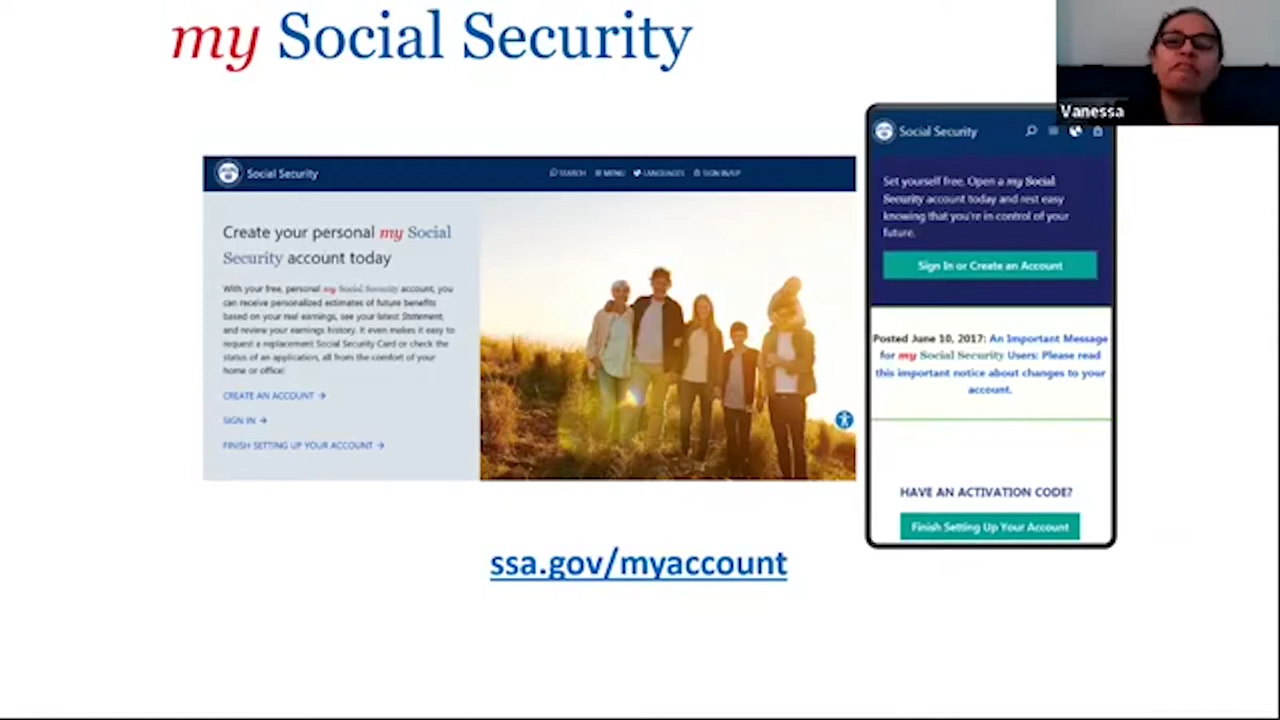 my Social Security
Vanessa
Social Security
SEARCH MENU LANGUAGES SIGN IN/UP
Create your personal my Social
Security account today
With your free, personal my Social Security account, you
can receive personalized estimates of future benefits
based on your real earnings, see your latest Statement,
and review your earnings history. It even makes it easy to
request a replacement Social Security Card or check the
status of an application, all from the comfort of your
home or office!
CREATE AN ACCOUNT →
SIGN IN →
FINISH SETTING UP YOUR ACCOUNT →
Social Security
Set yourself free. Open a my Social
Security account today and rest easy
knowing that you're in control of your
future.
Sign In or Create an Account
Posted June 10, 2017: An Important Message
for my Social Security Users: Please read
this important notice about changes to your
account.
HAVE AN ACTIVATION CODE?
Finish Setting Up Your Account
ssa.gov/myaccount